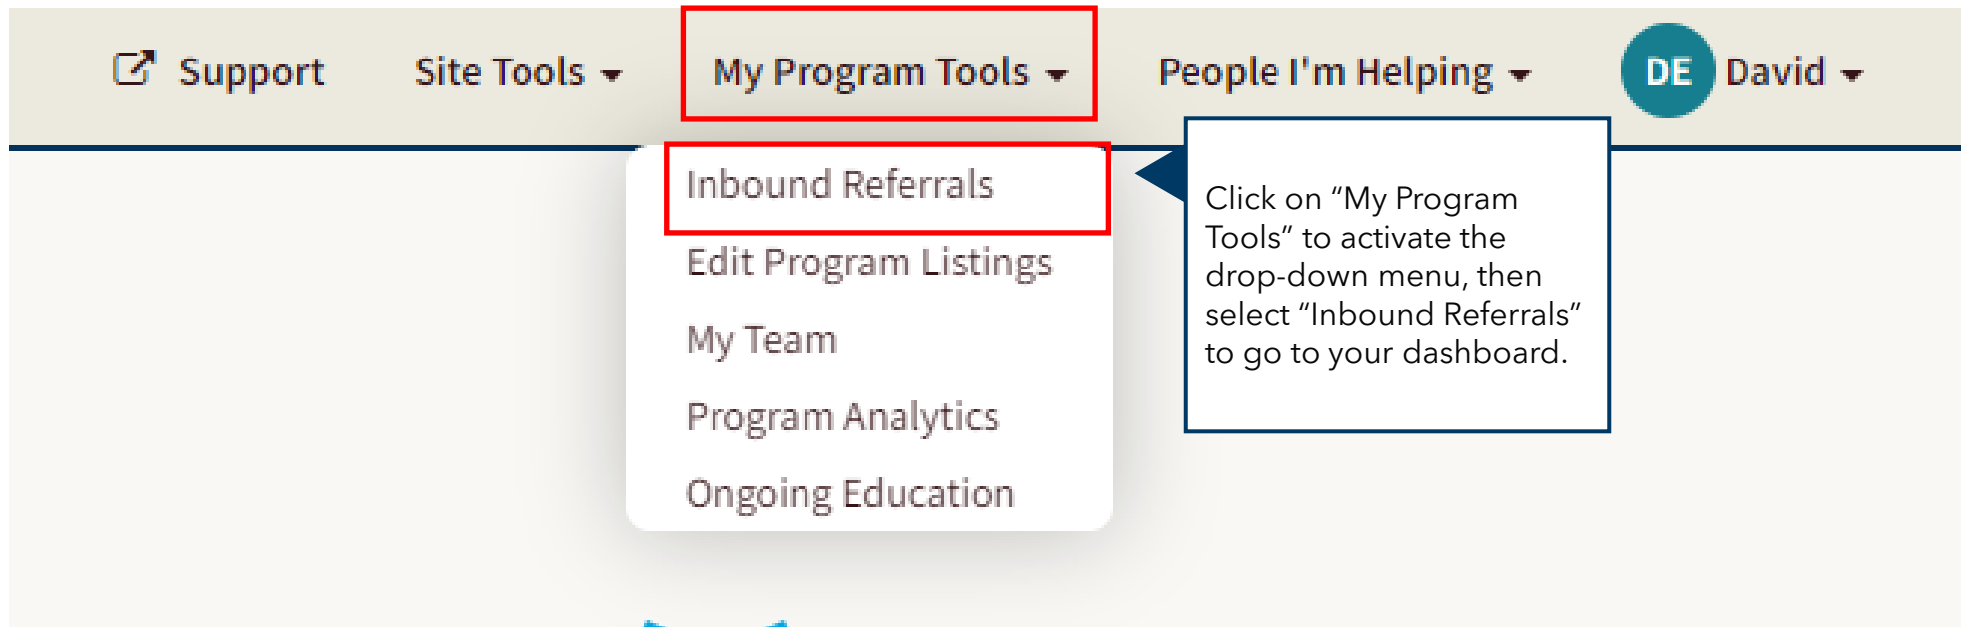 Support Site Tools My Program Tools People I'm Helping DE David
Inbound Referrals
Edit Program Listings
My Team
Program Analytics
Ongoing Education
Click on “My Program
Tools” to activate the
drop-down menu, then
select “Inbound Referrals”
to go to your dashboard.